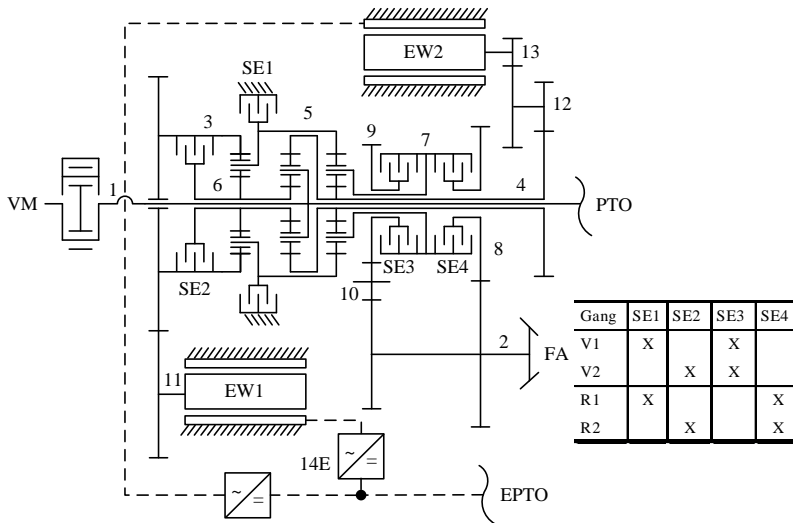 EW2
13
SE1
12
3
5
9
7
1
6
4
VM
PTO
SE2
SE3
SE4
8
10
2
FA
11
EW1
14E
~
=
~
=
EPTO
Gang SE1 SE2 SE3 SE4
V1 X X
V2 X X
R1 X X
R2 X X